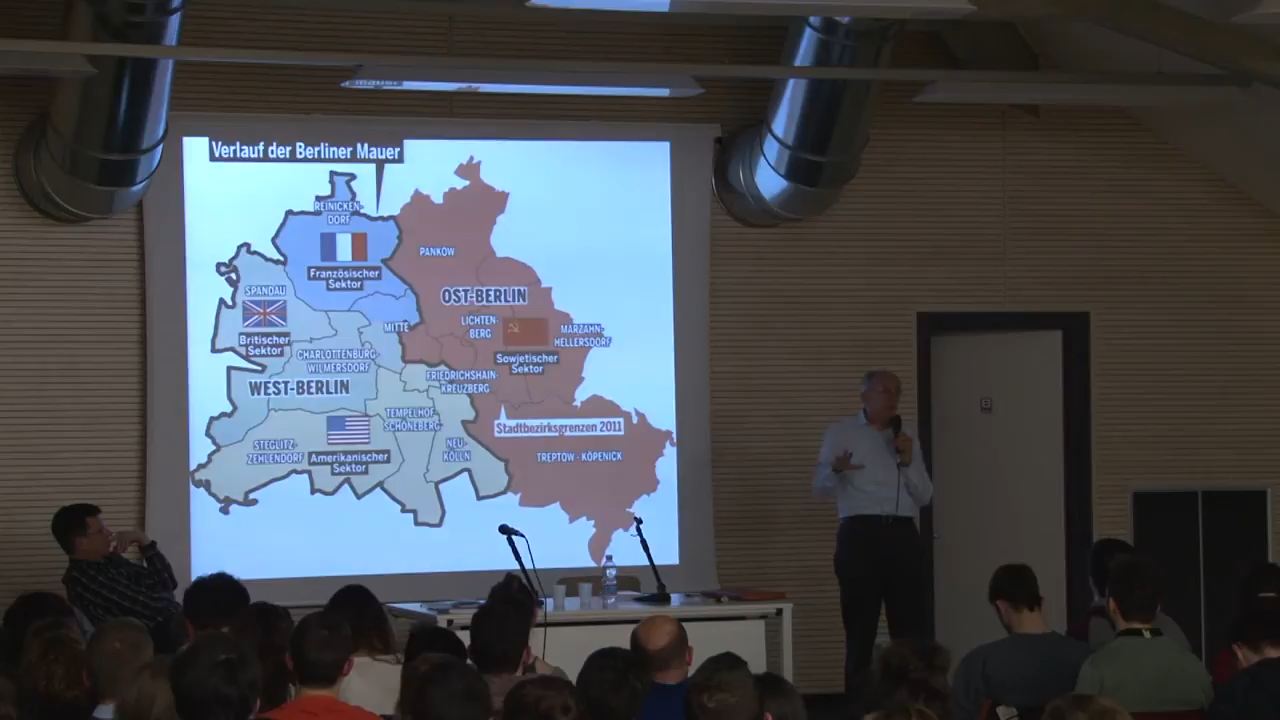 Verlauf der Berliner Mauer
REINICKEN-
DORF
Französischer
Sektor
PANKOW
SPANDAU
Britischer
Sektor
OST-BERLIN
MITTE
LICHTEN-
BERG
MARZAHN-
HELLERSDORF
Sowjetischer
Sektor
CHARLOTTENBURG-
WILMERSDORF
FRIEDRICHSHAIN-
KREUZBERG
WEST-BERLIN
TEMPELHOF
SCHÖNEBERG
Stadtbezirksgrenzen 2011
STEGLITZ-
ZEHLENDORF
Amerikanischer
Sektor
NEU-
KÖLLN
TREPTOW - KÖPENICK